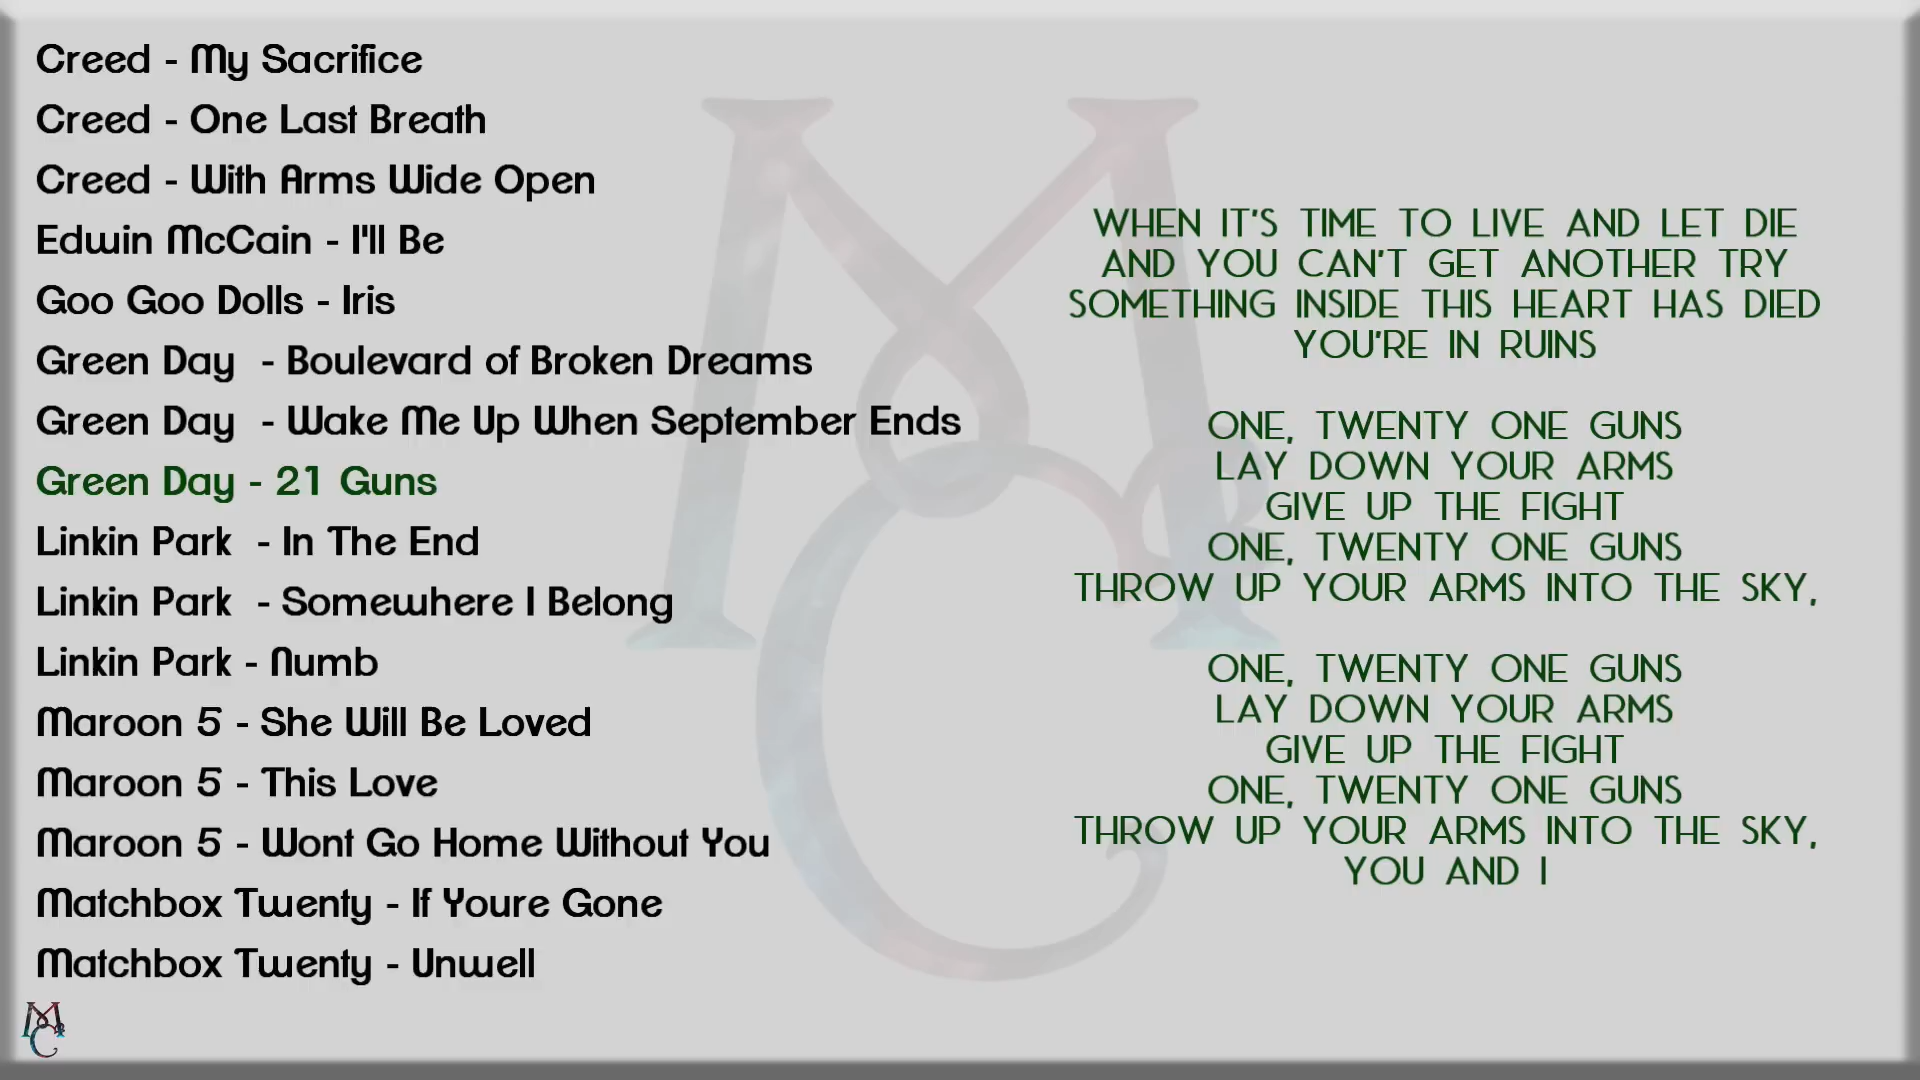 Creed - My Sacrifice
Creed - One Last Breath
Creed - With Arms Wide Open
Edwin McCain - I'll Be
Goo Goo Dolls - Iris
Green Day  - Boulevard of Broken Dreams
Green Day  - Wake Me Up When September Ends
Green Day - 21 Guns
Linkin Park  - In The End
Linkin Park  - Somewhere I Belong
Linkin Park - Numb
Maroon 5 - She Will Be Loved
Maroon 5 - This Love
Maroon 5 - Wont Go Home Without You
Matchbox Twenty - If Youre Gone
Matchbox Twenty - Unwell
WHEN IT'S TIME TO LIVE AND LET DIE
AND YOU CAN'T GET ANOTHER TRY
SOMETHING INSIDE THIS HEART HAS DIED
YOU'RE IN RUINS
ONE, TWENTY ONE GUNS
LAY DOWN YOUR ARMS
GIVE UP THE FIGHT
ONE, TWENTY ONE GUNS
THROW UP YOUR ARMS INTO THE SKY,
ONE, TWENTY ONE GUNS
LAY DOWN YOUR ARMS
GIVE UP THE FIGHT
ONE, TWENTY ONE GUNS
THROW UP YOUR ARMS INTO THE SKY,
YOU AND I